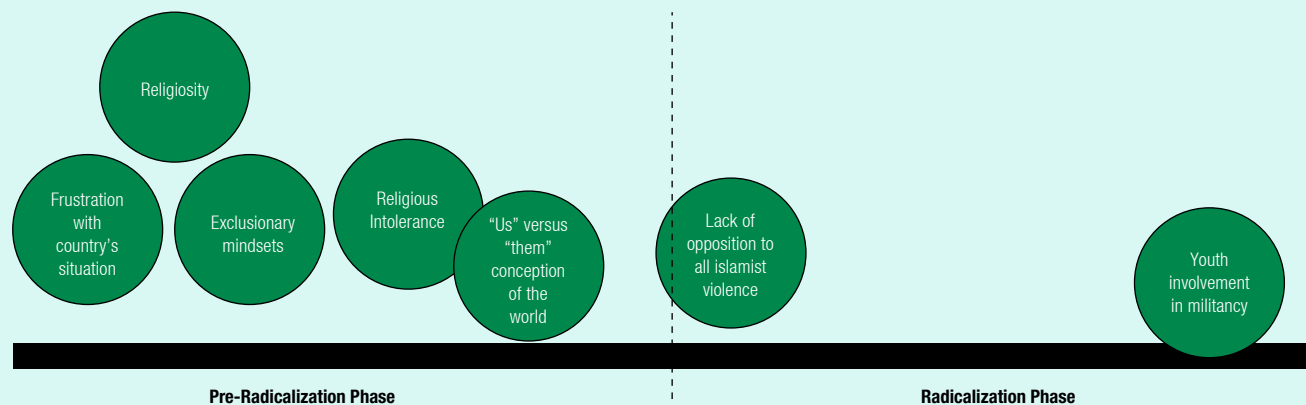 Religiosity
Frustration
with
country's
situation
Exclusionary
mindsets
Religious
Intolerance
“Us” versus
“them”
conception
of the
world
Lack of
opposition to
all islamist
violence
Youth
involvement
in militancy
Pre-Radicalization Phase
Radicalization Phase